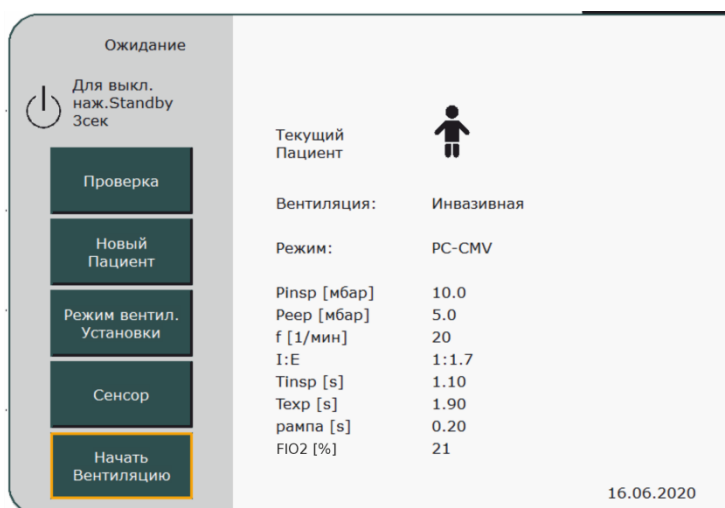 Ожидание
Для выкл.
наж.Standby
3сек
Проверка
Новый
Пациент
Режим вентил.
Установки
Сенсор
Начать
Вентиляцию
Текущий
Пациент
Вентиляция: Инвазивная
Режим: PC-CMV
Pinsp [мбар] 10.0
Peep [мбар] 5.0
f [1/мин] 20
I:E 1:1.7
Tinsp [s] 1.10
Texp [s] 1.90
рампа [s] 0.20
FIO2 [%] 21
16.06.2020